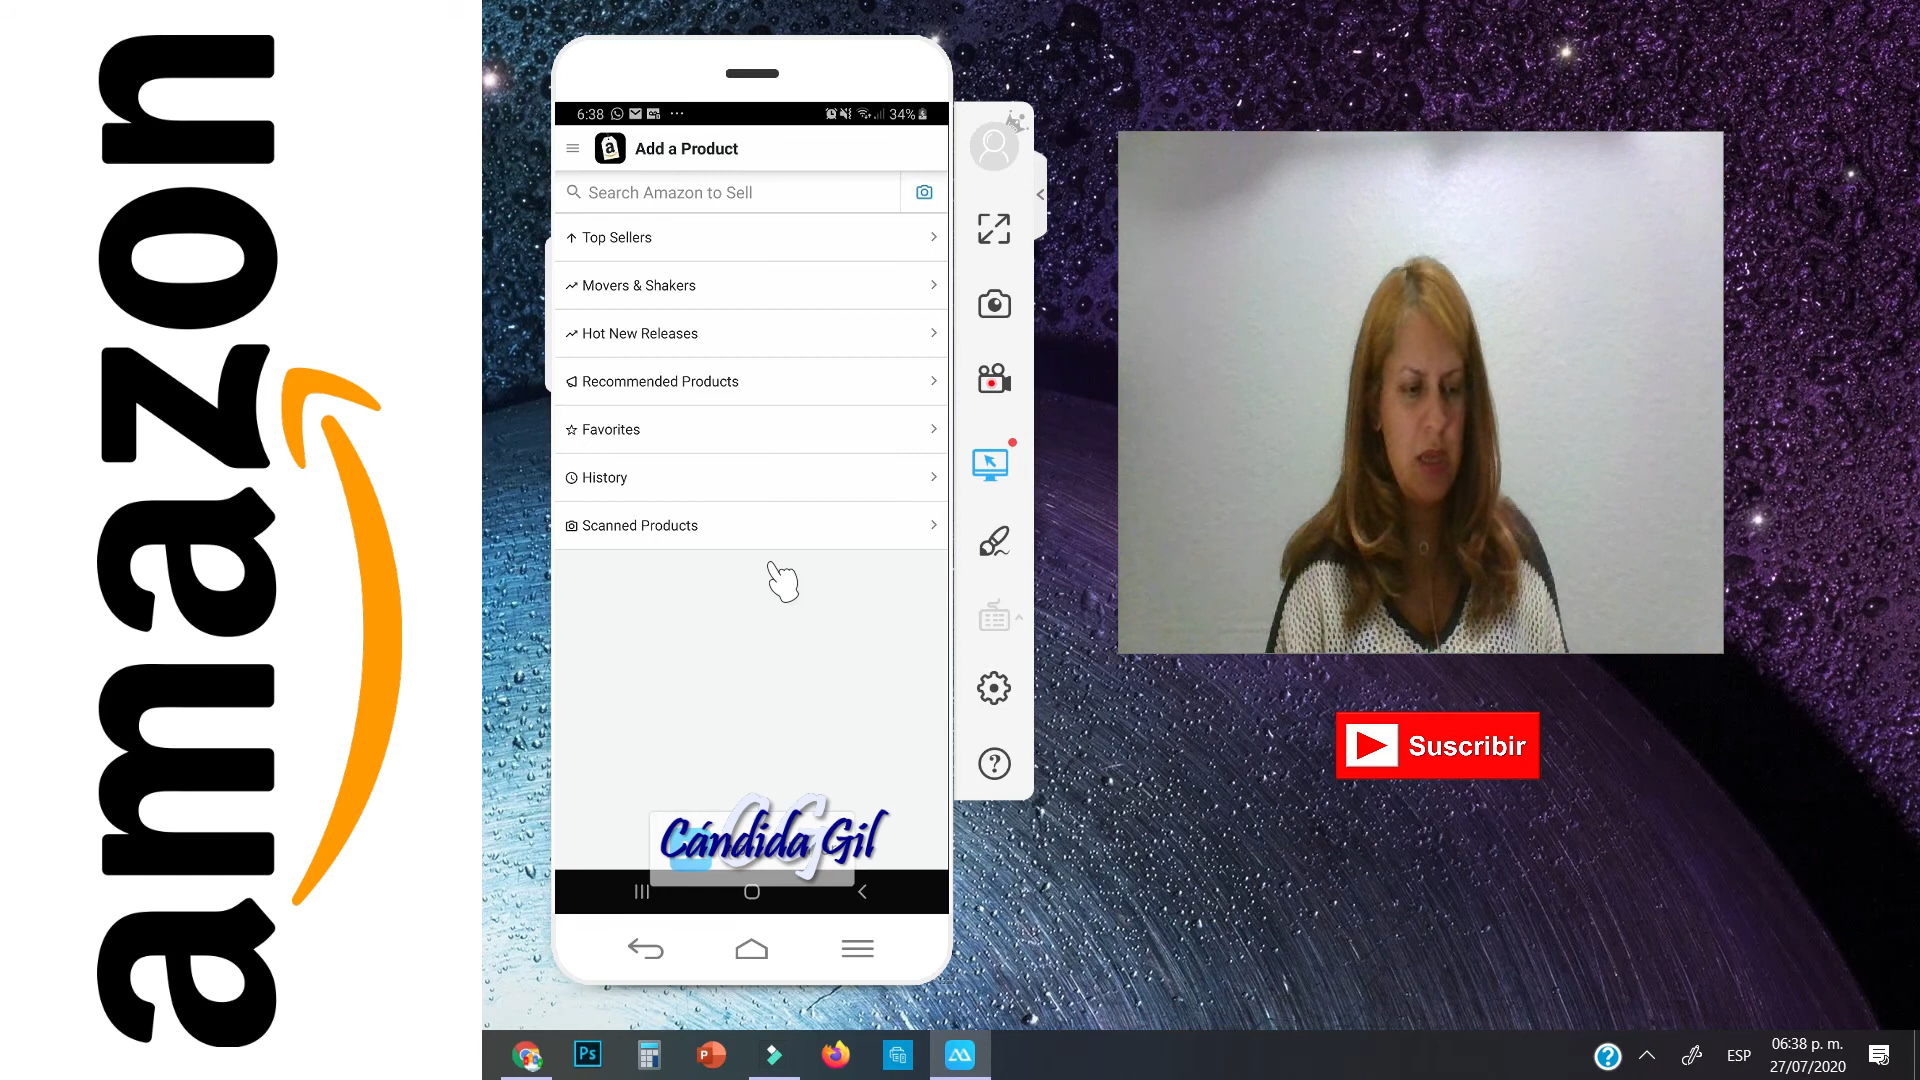 amazon
6:38
34%
Add a Product
Search Amazon to Sell
Top Sellers
Movers & Shakers
Hot New Releases
Recommended Products
Favorites
History
Scanned Products
Cándida Gil
Suscribir
ESP
06:38 p. m.
27/07/2020